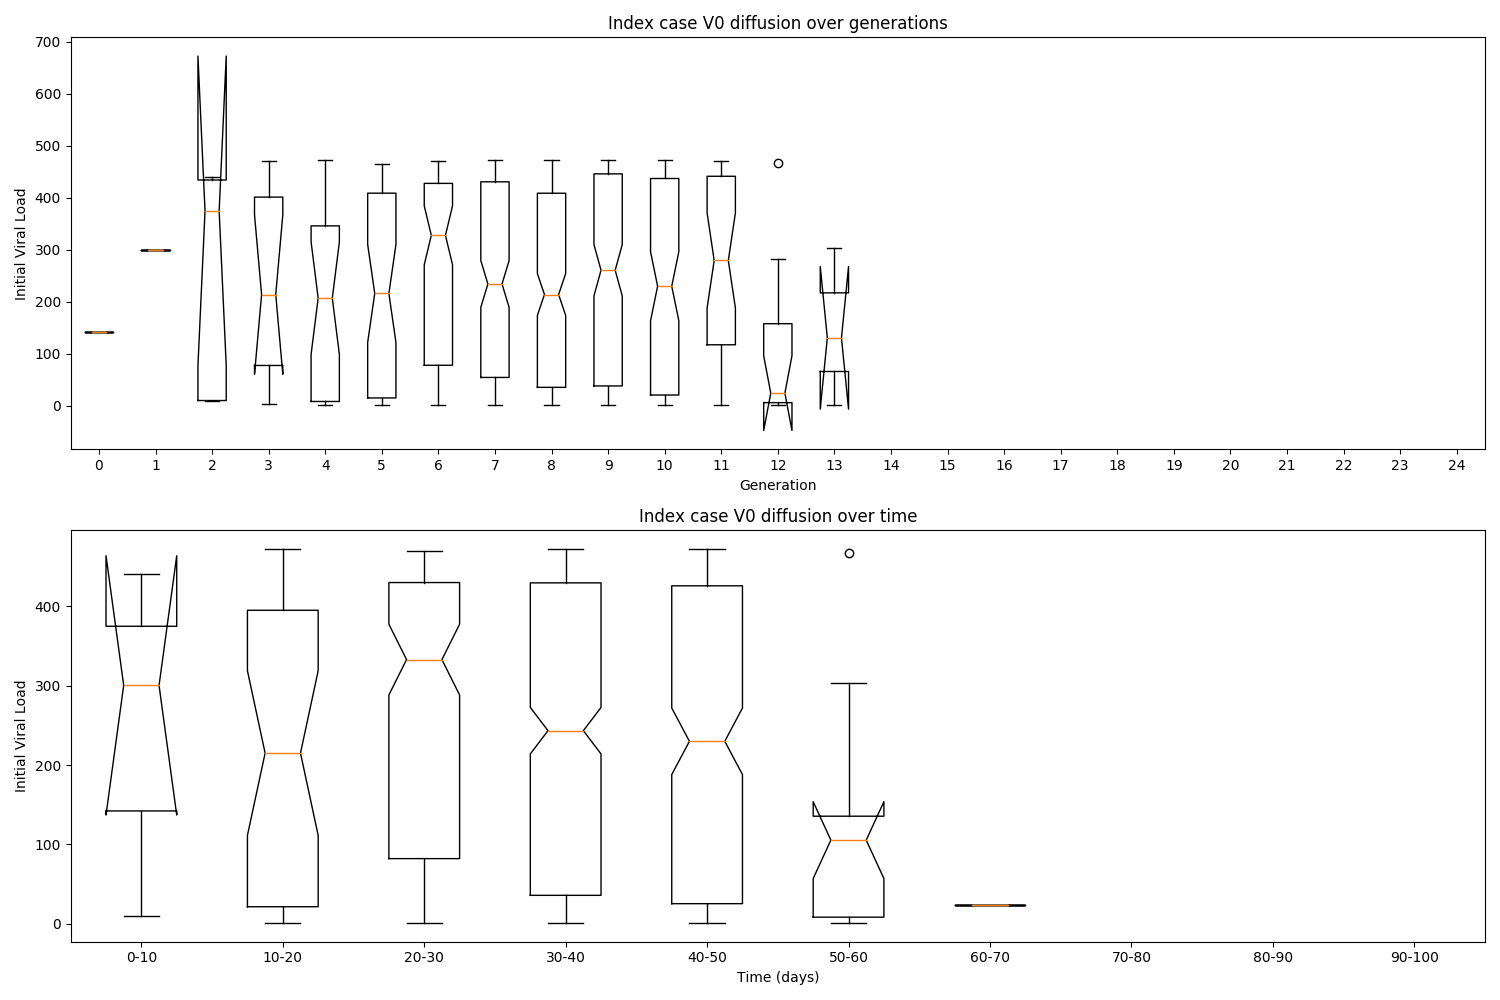 Index case V0 diffusion over generations
700
600
500
400
300
200
100
0
Initial Viral Load
0 1 2 3 4 5 6 7 8 9 10 11 12 13 14 15 16 17 18 19 20 21 22 23 24
Generation
Index case V0 diffusion over time
400
300
200
100
0
Initial Viral Load
0-10 10-20 20-30 30-40 40-50 50-60 60-70 70-80 80-90 90-100
Time (days)